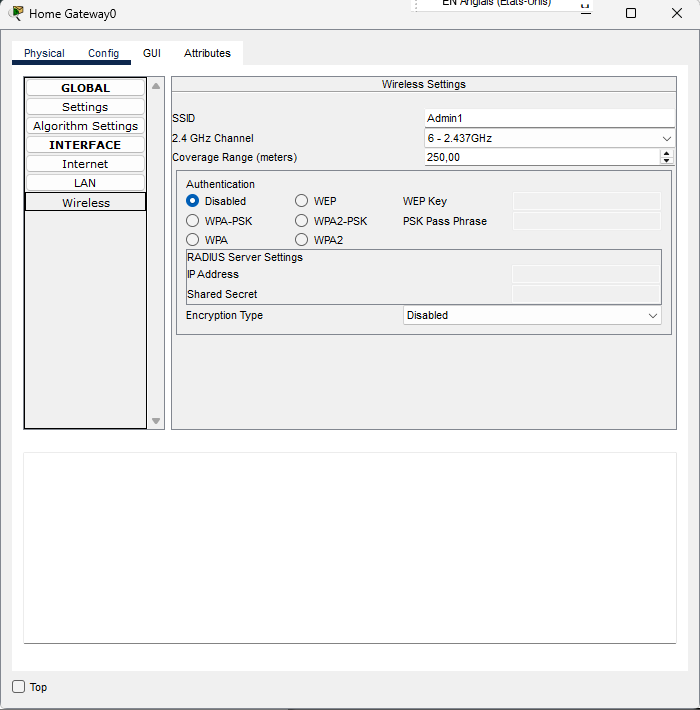 EN Anglais (États-Unis)
Home Gateway0
Physical Config GUI Attributes
GLOBAL
Settings
Algorithm Settings
INTERFACE
Internet
LAN
Wireless
Wireless Settings
SSID Admin1
2.4 GHz Channel 6 - 2.437GHz
Coverage Range (meters) 250,00
Authentication
Disabled WEP WEP Key
WPA-PSK WPA2-PSK PSK Pass Phrase
WPA WPA2
RADIUS Server Settings
IP Address
Shared Secret
Encryption Type Disabled
Top